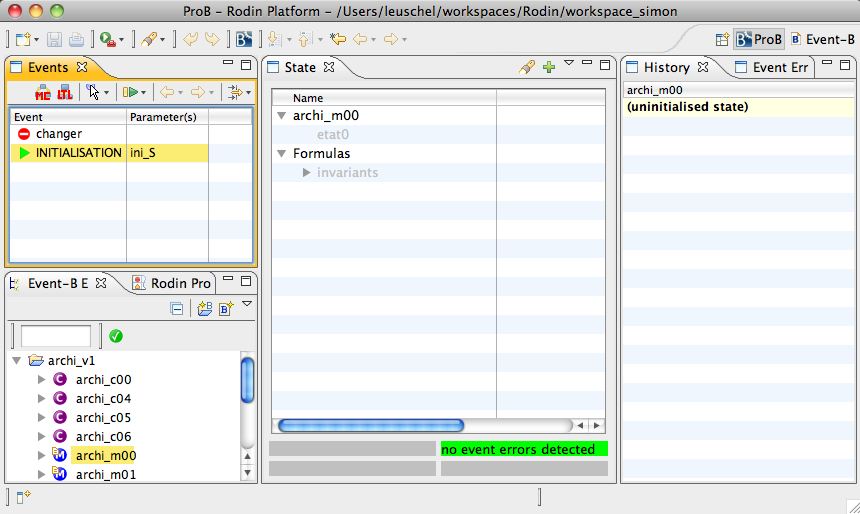 ProB - Rodin Platform - /Users/leuschel/workspaces/Rodin/workspace_simon
ProB
Event-B
Events
State
History
Event Err
MC
LTL
Event
Parameter(s)
changer
INITIALISATION
ini_S
Name
archi_m00
etat0
Formulas
invariants
archi_m00
(uninitialised state)
Event-B E
Rodin Pro
archi_v1
archi_c00
archi_c04
archi_c05
archi_c06
archi_m00
archi_m01
no event errors detected